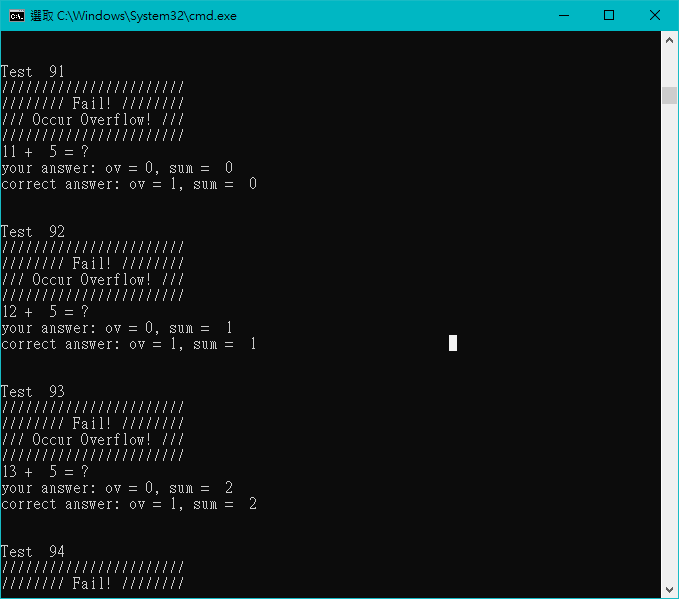 選取 C:\Windows\System32\cmd.exe
Test  91
///////////////////////
//////// Fail! ////////
/// Occur Overflow! ///
///////////////////////
11 +  5 = ?
your answer: ov = 0, sum =  0
correct answer: ov = 1, sum =  0
Test  92
///////////////////////
//////// Fail! ////////
/// Occur Overflow! ///
///////////////////////
12 +  5 = ?
your answer: ov = 0, sum =  1
correct answer: ov = 1, sum =  1
Test  93
///////////////////////
//////// Fail! ////////
/// Occur Overflow! ///
///////////////////////
13 +  5 = ?
your answer: ov = 0, sum =  2
correct answer: ov = 1, sum =  2
Test  94
///////////////////////
//////// Fail! ////////